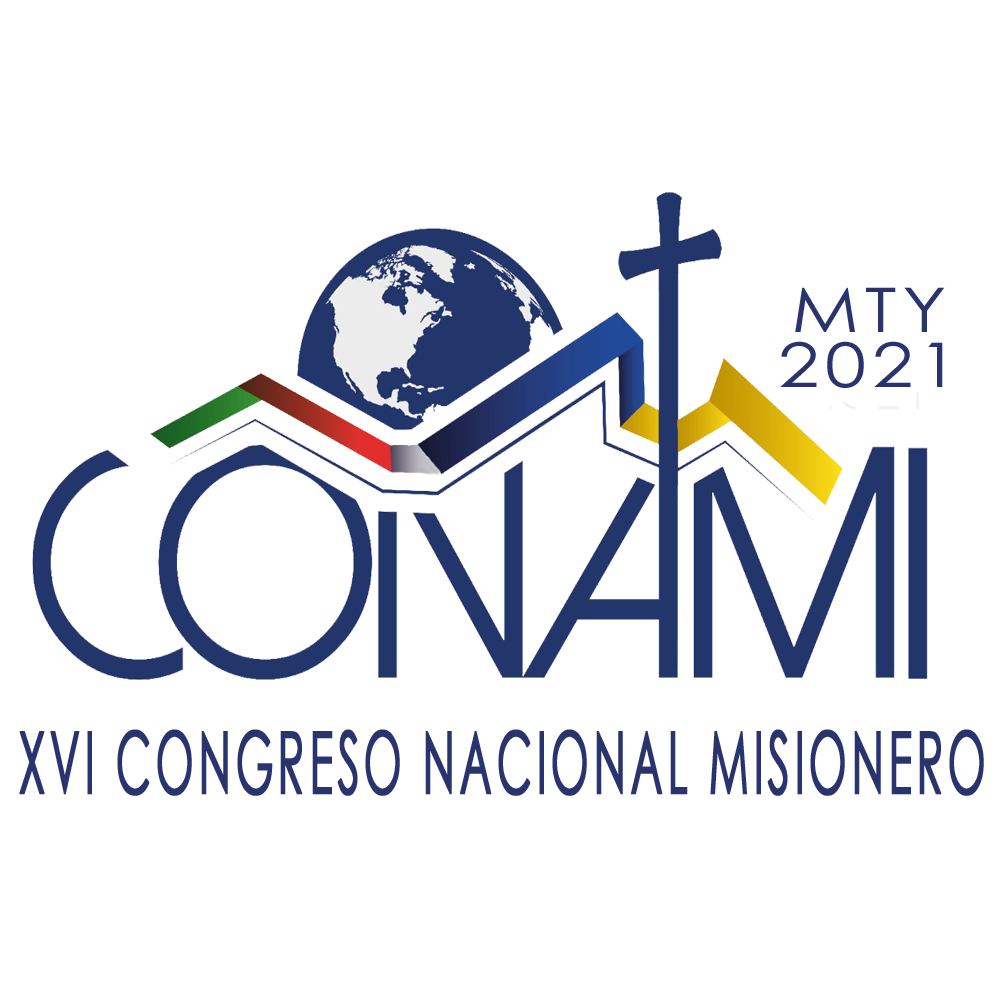 MTY
2021
CONAMI
XVI CONGRESO NACIONAL MISIONERO